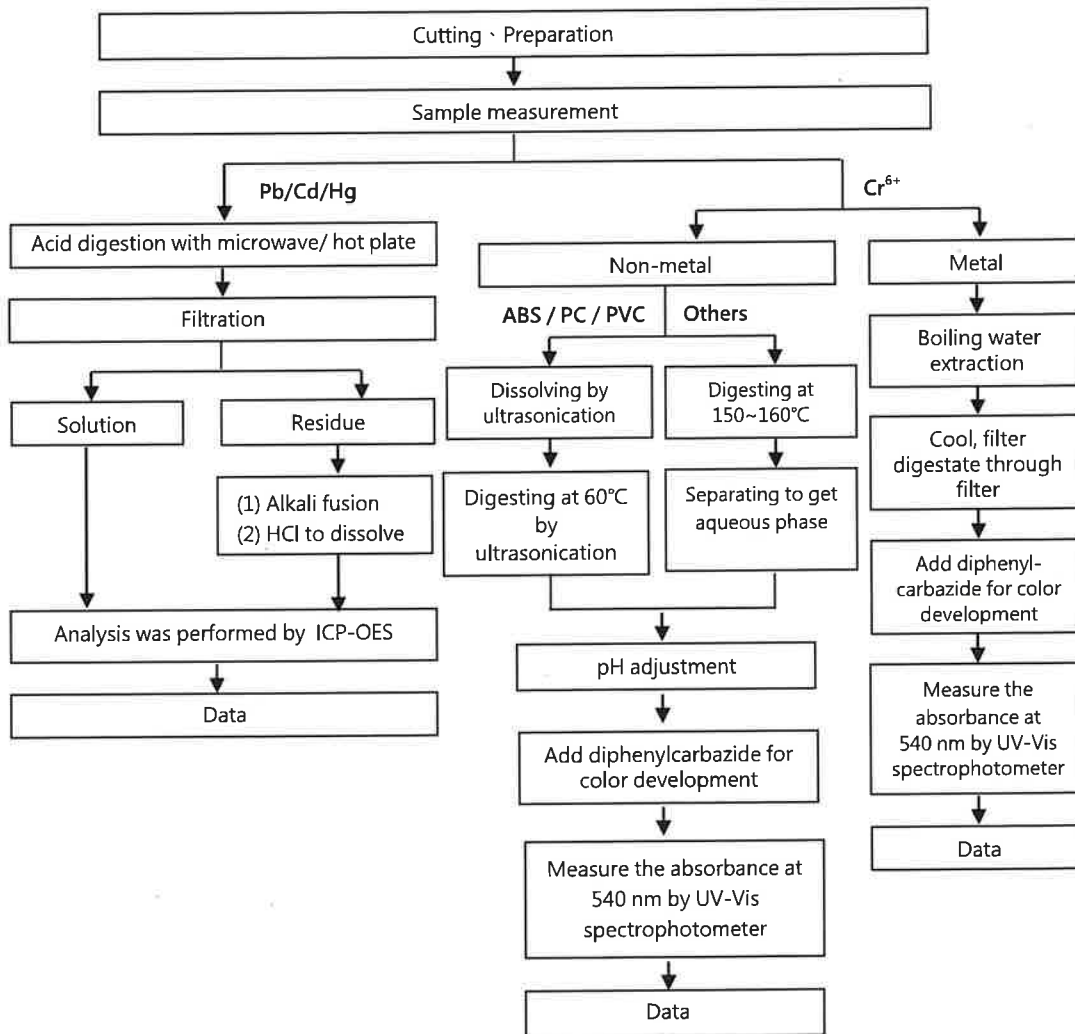 Cutting、Preparation
Sample measurement
Pb/Cd/Hg
Acid digestion with microwave/ hot plate
Filtration
Solution
Residue
(1) Alkali fusion
(2) HCl to dissolve
Analysis was performed by ICP-OES
Data
Cr⁶⁺
Non-metal
ABS / PC / PVC
Others
Dissolving by
ultrasonication
Digesting at
150~160℃
Digesting at 60℃
by
ultrasonication
Separating to get
aqueous phase
pH adjustment
Add diphenylcarbazide for
color development
Measure the absorbance at
540 nm by UV-Vis
spectrophotometer
Data
Metal
Boiling water
extraction
Cool, filter
digestate through
filter
Add diphenyl-
carbazide for color
development
Measure the
absorbance at
540 nm by UV-Vis
spectrophotometer
Data